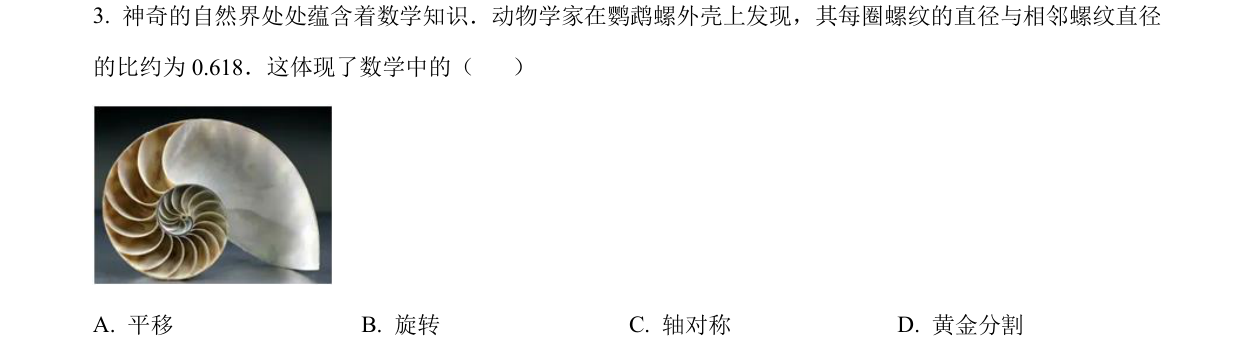 3. 神奇的自然界处处蕴含着数学知识．动物学家在鹦鹉螺外壳上发现，其每圈螺纹的直径与相邻螺纹直径
的比约为 0.618．这体现了数学中的（　　）
A. 平移 B. 旋转 C. 轴对称 D. 黄金分割